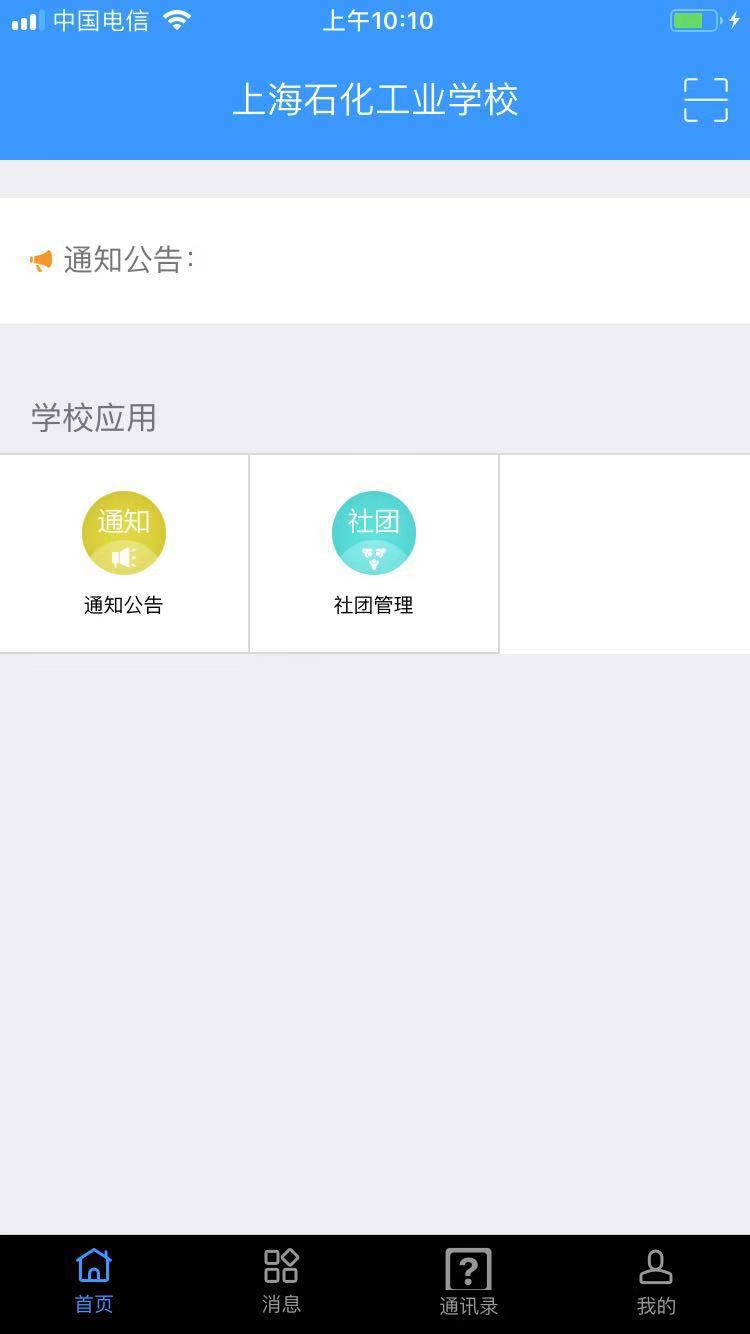 中国电信 上午10:10
上海石化工业学校
通知公告：
学校应用
通知 社团
通知公告 社团管理
首页 消息 通讯录 我的